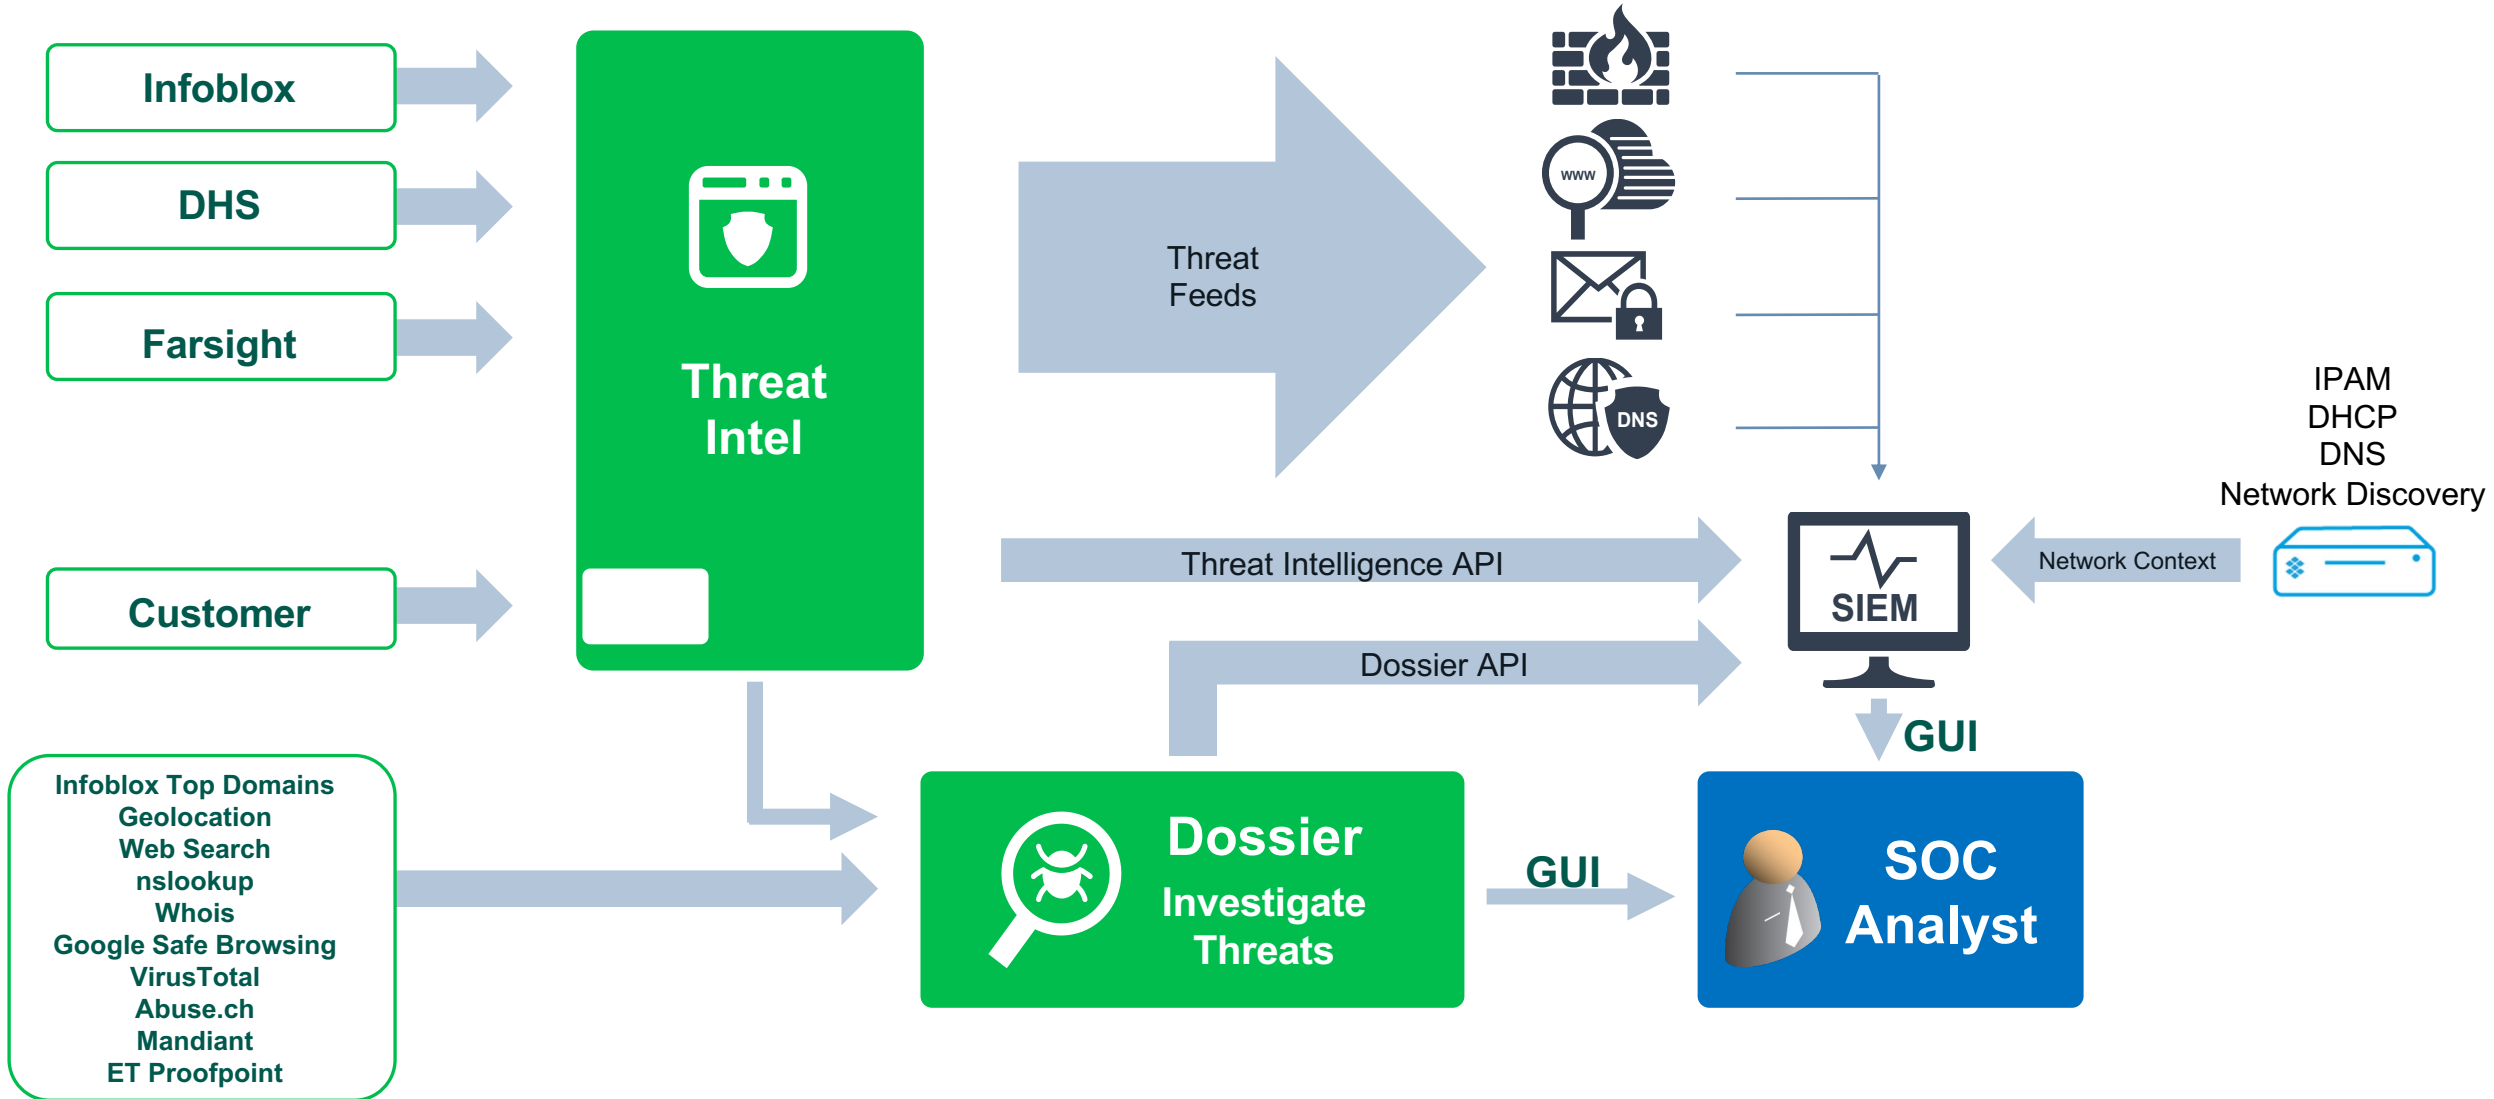 Infoblox
DHS
Farsight
Customer
Infoblox Top Domains
Geolocation
Web Search
nslookup
Whois
Google Safe Browsing
VirusTotal
Abuse.ch
Mandiant
ET Proofpoint
Threat
Intel
Threat
Feeds
www
DNS
Threat Intelligence API
Dossier API
SIEM
IPAM
DHCP
DNS
Network Discovery
Network Context
GUI
Dossier
Investigate
Threats
GUI
SOC
Analyst